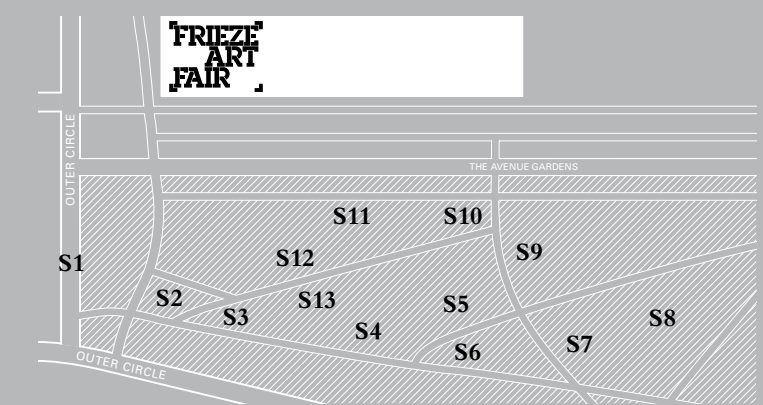 FRIEZE
ART
FAIR
OUTER CIRCLE
THE AVENUE GARDENS
S11
S10
S9
S12
S1
S2
S13
S3
S5
S4
S8
S6
S7
OUTER CIRCLE